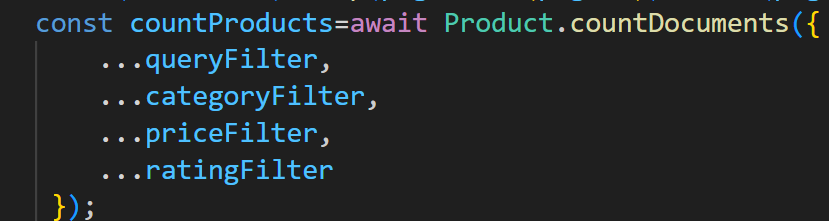 const countProducts=await Product.countDocuments({
...queryFilter,
...categoryFilter,
...priceFilter,
...ratingFilter
});